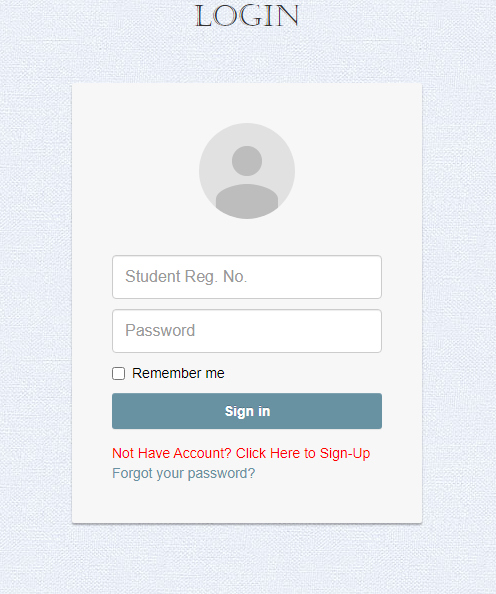 LOGIN
Student Reg. No.
Password
Remember me
Sign in
Not Have Account? Click Here to Sign-Up
Forgot your password?